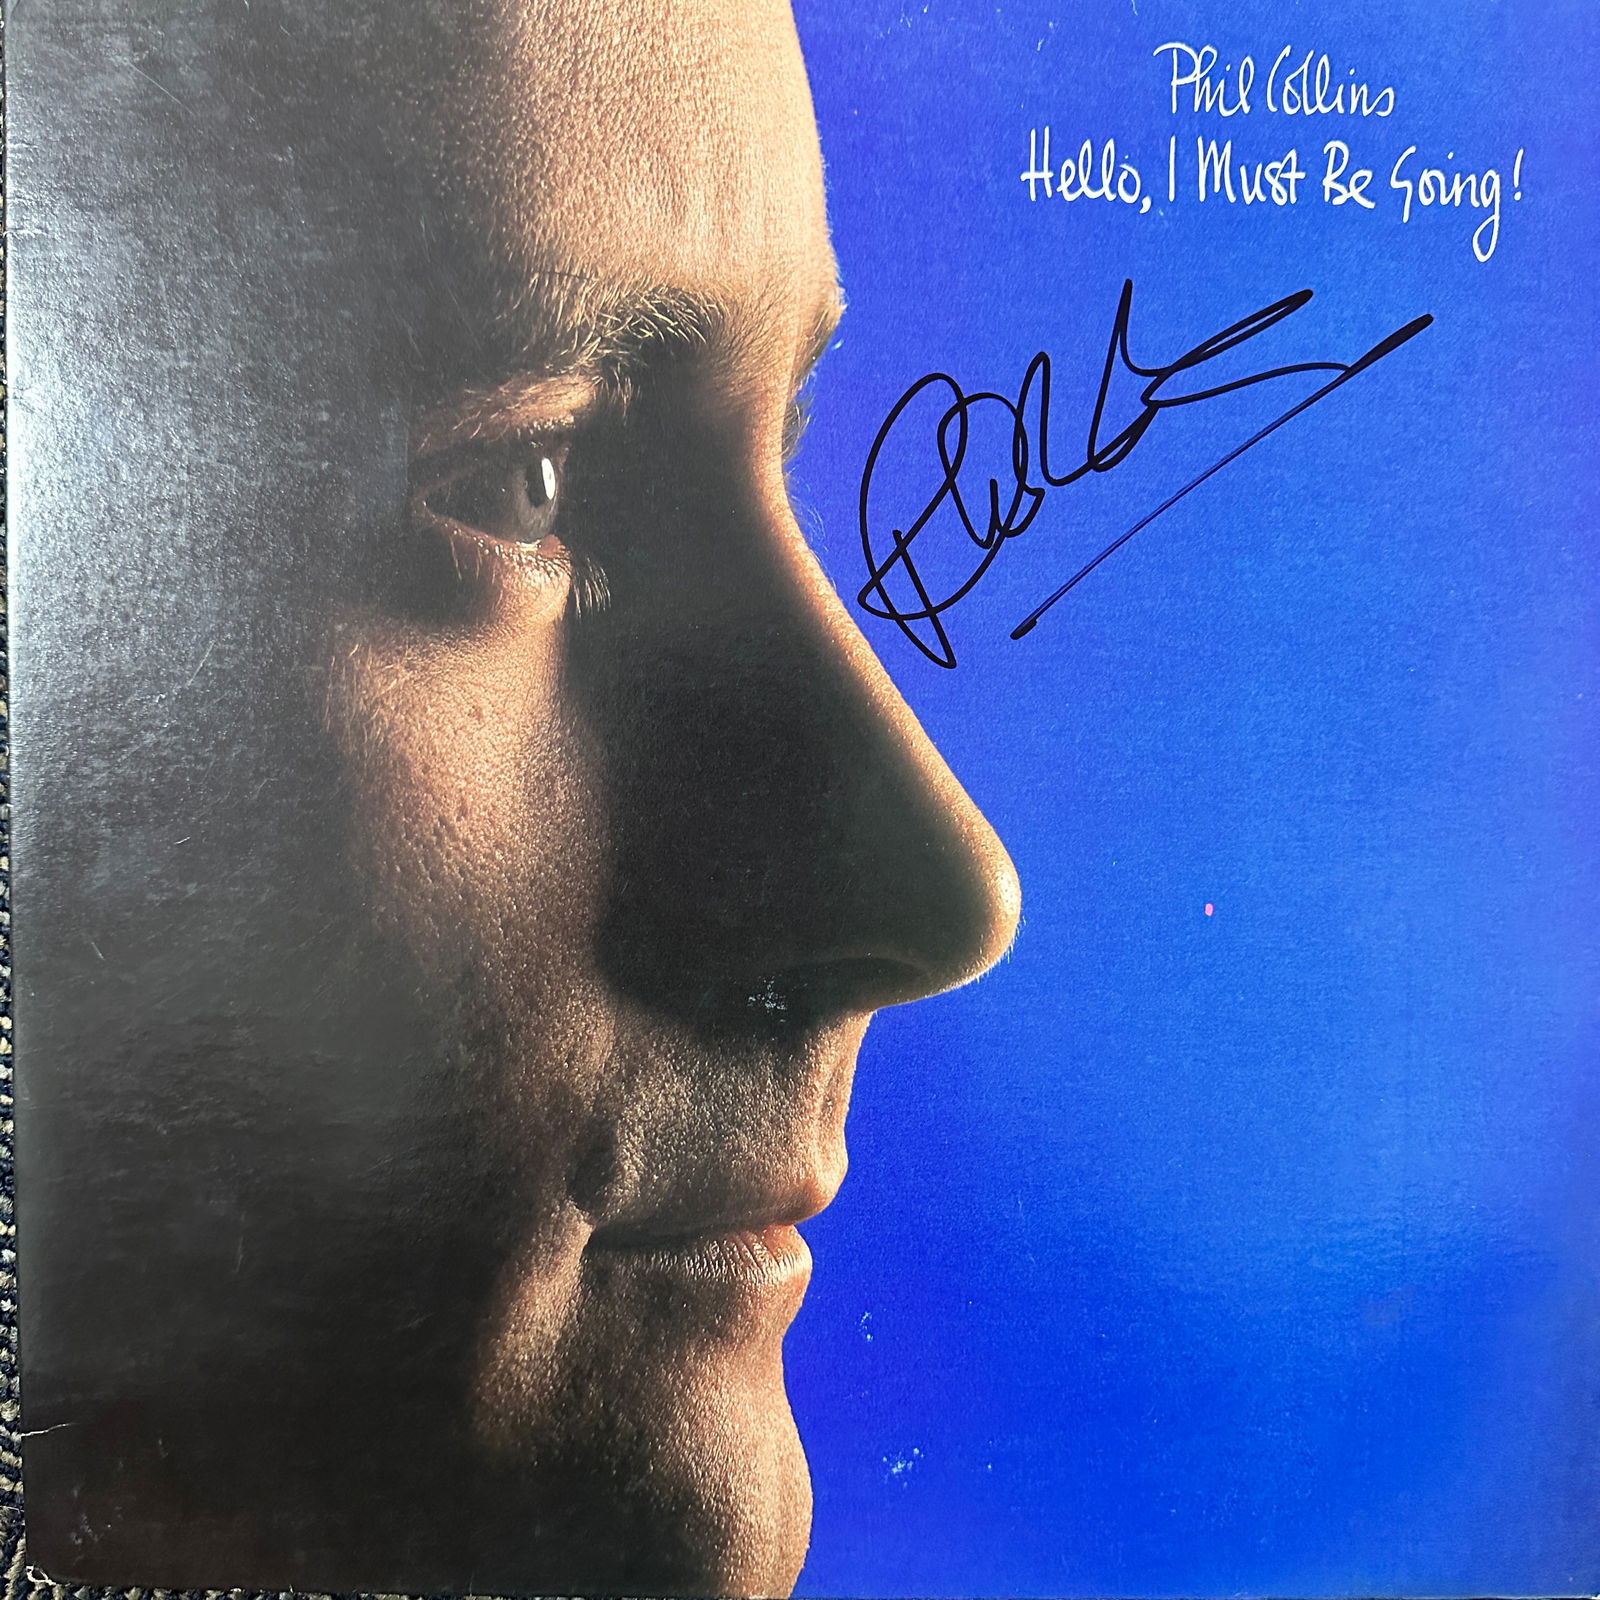 Phil Collins
Hello, I Must Be Going!